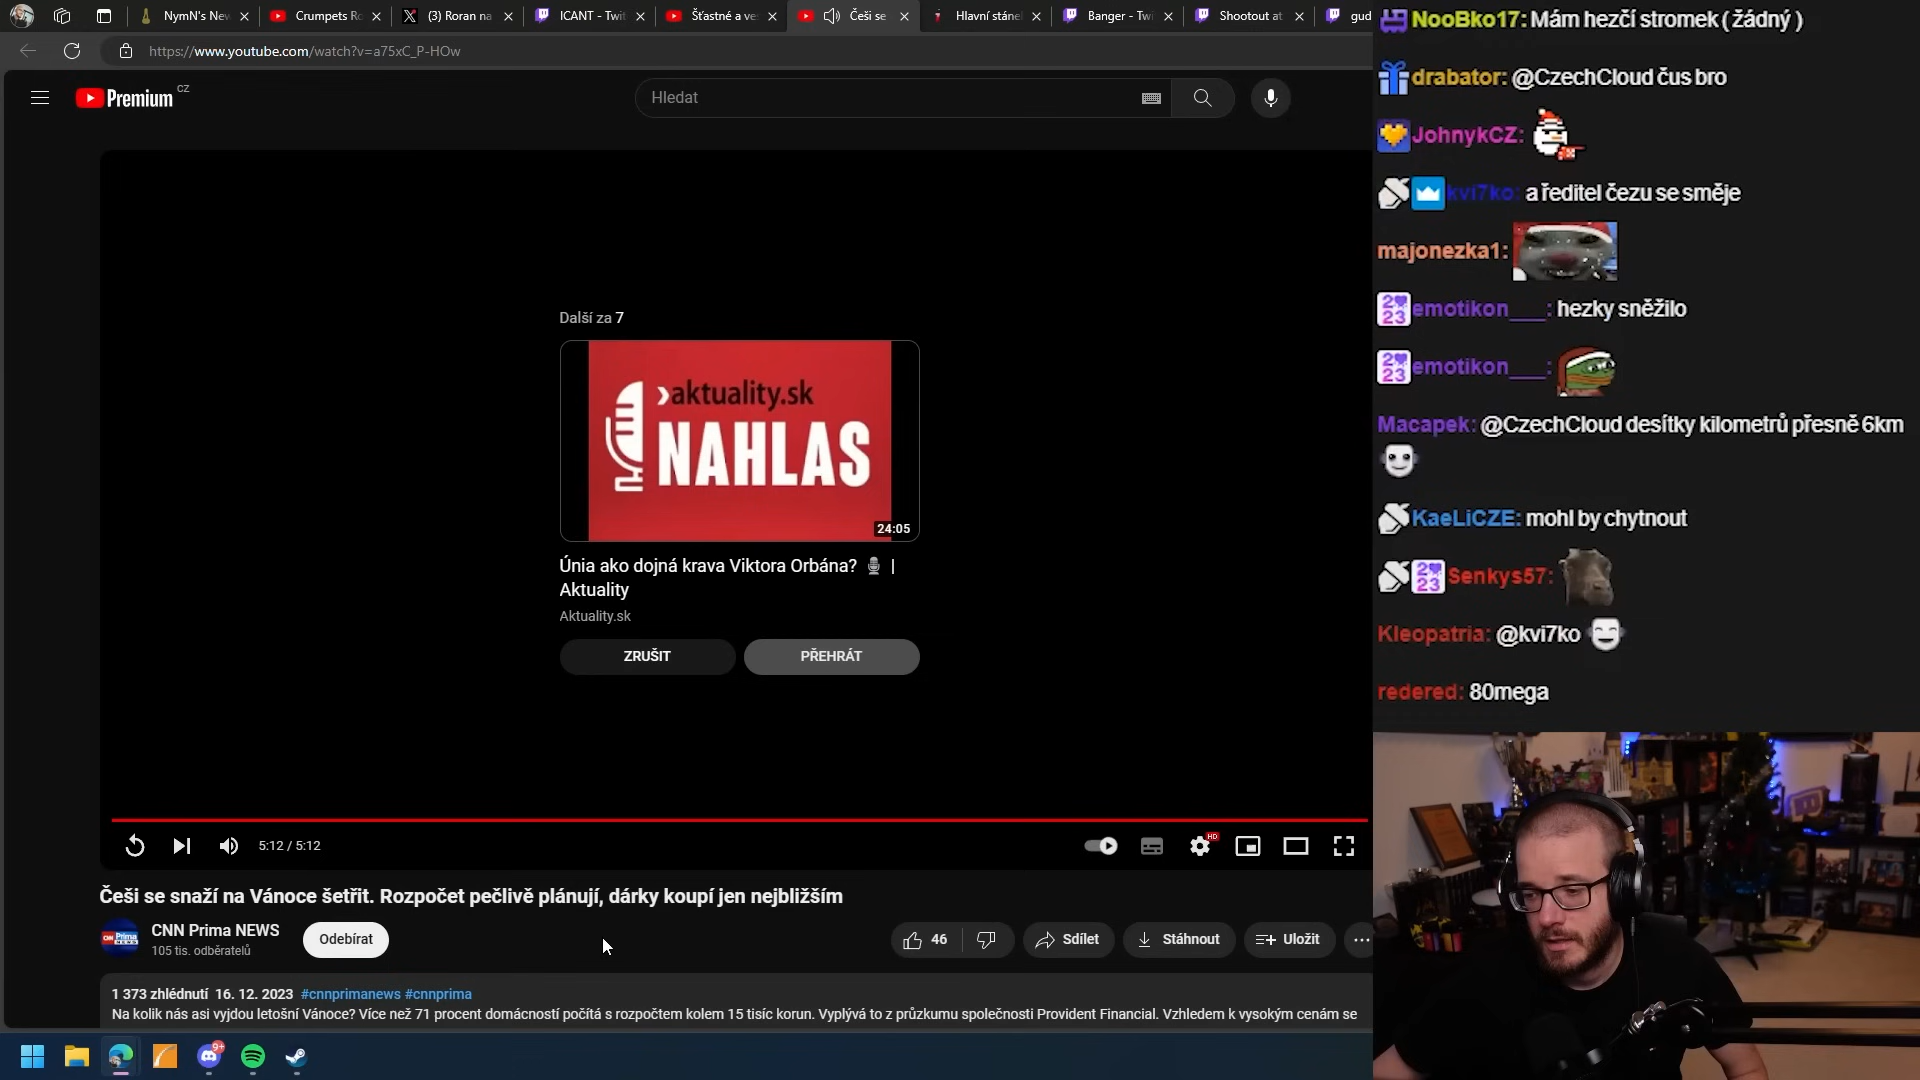 NymN's New
Crumpets Ro
(3) Roran na
ICANT - Twit
Šťastné a ve
Češi se
Hlavní stáne
Banger - Tw
Shootout at
gud
https://www.youtube.com/watch?v=a75xC_P-HOw
Premium CZ
Hledat
Další za 7
aktuality.sk
NAHLAS
24:05
Únia ako dojná krava Viktora Orbána? 🎙️ |
Aktuality
Aktuality.sk
ZRUŠIT
PŘEHRÁT
5:12 / 5:12
HD
Češi se snaží na Vánoce šetřit. Rozpočet pečlivě plánují, dárky koupí jen nejbližším
CNN Prima NEWS
105 tis. odběratelů
Odebírat
46
Sdílet
Stáhnout
Uložit
1 373 zhlédnutí 16. 12. 2023 #cnnprimanews #cnnprima
Na kolik nás asi vyjdou letošní Vánoce? Více než 71 procent domácností počítá s rozpočtem kolem 15 tisíc korun. Vyplývá to z průzkumu společnosti Provident Financial. Vzhledem k vysokým cenám se
9+
NooBko17: Mám hezčí stromek ( žádný )
drabator: @CzechCloud čus bro
JohnykCZ:
kvi7ko: a ředitel čezu se směje
majonezka1:
emotikon___: hezky sněžilo
emotikon___:
Macapek: @CzechCloud desítky kilometrů přesně 6km
KaeLiCZE: mohl by chytnout
Senkys57:
Kleopatria: @kvi7ko
redered: 80mega